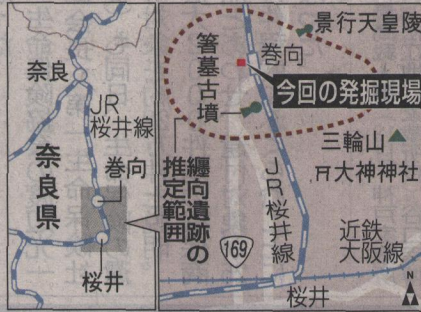 奈良
JR
桜井線
奈良県
巻向
桜井
景行天皇陵
箸墓古墳
巻向
今回の発掘現場
三輪山
大神神社
纒向遺跡の
推定範囲
JR桜井線
169
近鉄
大阪線
桜井
N